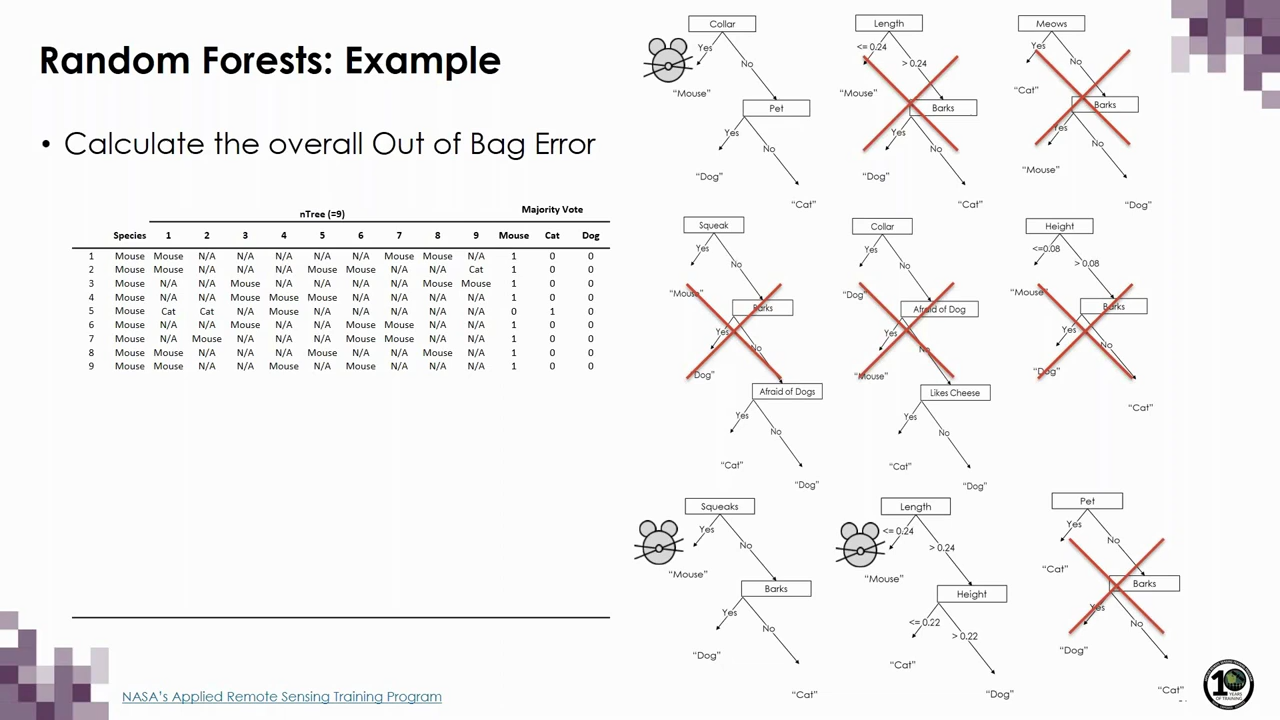 Random Forests: Example
• Calculate the overall Out of Bag Error
nTree (=9) Majority Vote
Species 1 2 3 4 5 6 7 8 9 Mouse Cat Dog
1 Mouse Mouse N/A N/A N/A N/A N/A Mouse Mouse N/A 1 0 0
2 Mouse Mouse N/A N/A N/A Mouse Mouse N/A N/A Cat 1 0 0
3 Mouse N/A N/A Mouse N/A N/A N/A N/A Mouse Mouse 1 0 0
4 Mouse N/A N/A Mouse Mouse Mouse N/A N/A N/A N/A 1 0 0
5 Mouse Cat Cat N/A Mouse N/A N/A N/A N/A N/A 0 1 0
6 Mouse N/A N/A Mouse N/A N/A Mouse Mouse N/A N/A 1 0 0
7 Mouse N/A Mouse N/A N/A N/A Mouse Mouse N/A N/A 1 0 0
8 Mouse Mouse N/A N/A N/A Mouse N/A N/A Mouse N/A 1 0 0
9 Mouse Mouse N/A N/A Mouse N/A Mouse N/A N/A N/A 1 0 0
Collar
Yes
No
"Mouse"
Pet
Yes
No
"Dog"
"Cat"
Length
<= 0.24
> 0.24
"Mouse"
Barks
Yes
No
"Dog"
"Cat"
Meows
Yes
No
"Cat"
Barks
Yes
No
"Mouse"
"Dog"
Squeak
Yes
No
"Mouse"
Barks
Yes
No
"Dog"
Afraid of Dogs
Yes
No
"Cat"
"Dog"
Collar
Yes
No
"Dog"
Afraid of Dog
Yes
No
"Mouse"
Likes Cheese
Yes
No
"Cat"
"Dog"
Height
<=0.08
> 0.08
"Mouse"
Barks
Yes
No
"Dog"
"Cat"
Squeaks
Yes
No
"Mouse"
Barks
Yes
No
"Dog"
"Cat"
Length
<= 0.24
> 0.24
"Mouse"
Height
<= 0.22
> 0.22
"Cat"
"Dog"
Pet
Yes
No
"Cat"
Barks
Yes
No
"Dog"
"Cat"
NASA's Applied Remote Sensing Training Program
10
YEARS
OF TRAINING